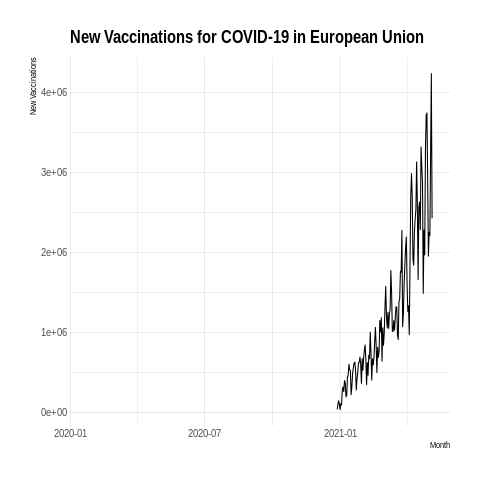 New Vaccinations for COVID-19 in European Union
New Vaccinations
4e+06
3e+06
2e+06
1e+06
0e+00
2020-01
2020-07
2021-01
Month